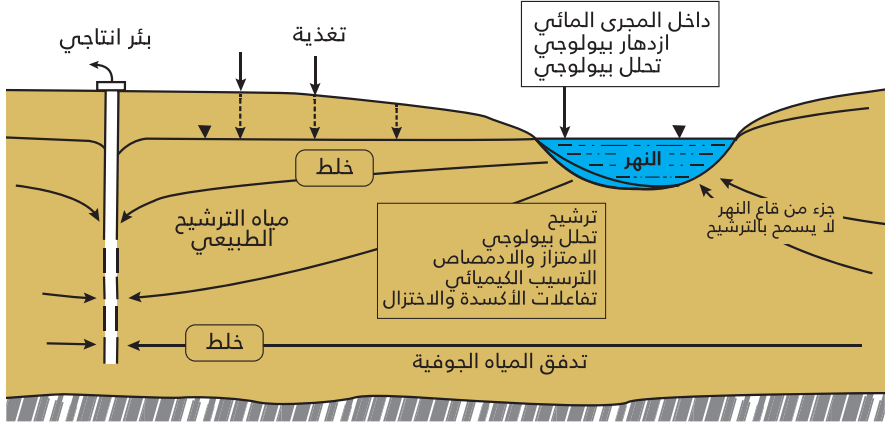 داخل المجرى المائي
ازدهار بيولوجي
تحلل بيولوجي
تغذية
بئر انتاجي
النهر
خلط
جزء من قاع النهر
لا يسمح بالترشيح
مياه الترشيح
الطبيعي
ترشيح
تحلل بيولوجي
الامتزاز والادمصاص
الترسيب الكيميائي
تفاعلات الأكسدة والاختزال
خلط
تدفق المياه الجوفية